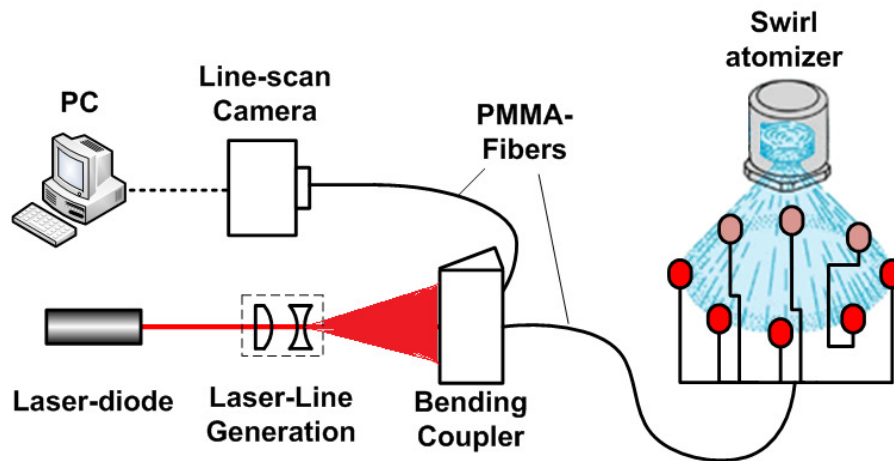 Swirl
atomizer
Line-scan
Camera
PC
PMMA-
Fibers
Laser-diode
Laser-Line
Generation
Bending
Coupler